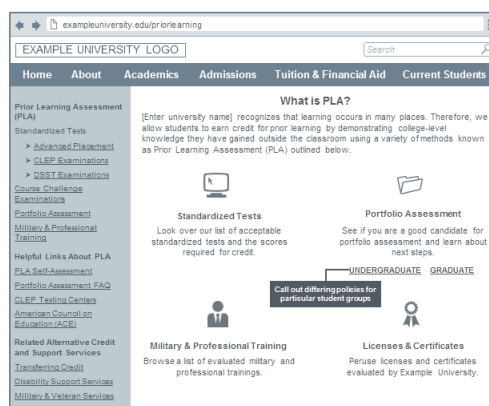 exampleuniversity.edu/priorlearning
EXAMPLE UNIVERSITY LOGO
Search
Home About Academics Admissions Tuition & Financial Aid Current Students
Prior Learning Assessment
(PLA)
Standardized Tests
➤ Advanced Placement
➤ CLEP Examinations
➤ DSST Examinations
Course Challenge
Examinations
Portfolio Assessment
Military & Professional
Training
Helpful Links About PLA
PLA Self-Assessment
Portfolio Assessment FAQ
CLEP Testing Centers
American Council on
Education (ACE)
Related Alternative Credit
and Support Services
Transferring Credit
Disability Support Services
Military & Veteran Services
What is PLA?
[Enter university name] recognizes that learning occurs in many places. Therefore, we
allow students to earn credit for prior learning by demonstrating college-level
knowledge they have gained outside the classroom using a variety of methods known
as Prior Learning Assessment (PLA) outlined below.
Standardized Tests
Look over our list of acceptable
standardized tests and the scores
required for credit.
Portfolio Assessment
See if you are a good candidate for
portfolio assessment and learn about
next steps.
UNDERGRADUATE GRADUATE
Call out differing policies for
particular student groups
Military & Professional Training
Browse a list of evaluated military and
professional trainings.
Licenses & Certificates
Peruse licenses and certificates
evaluated by Example University.